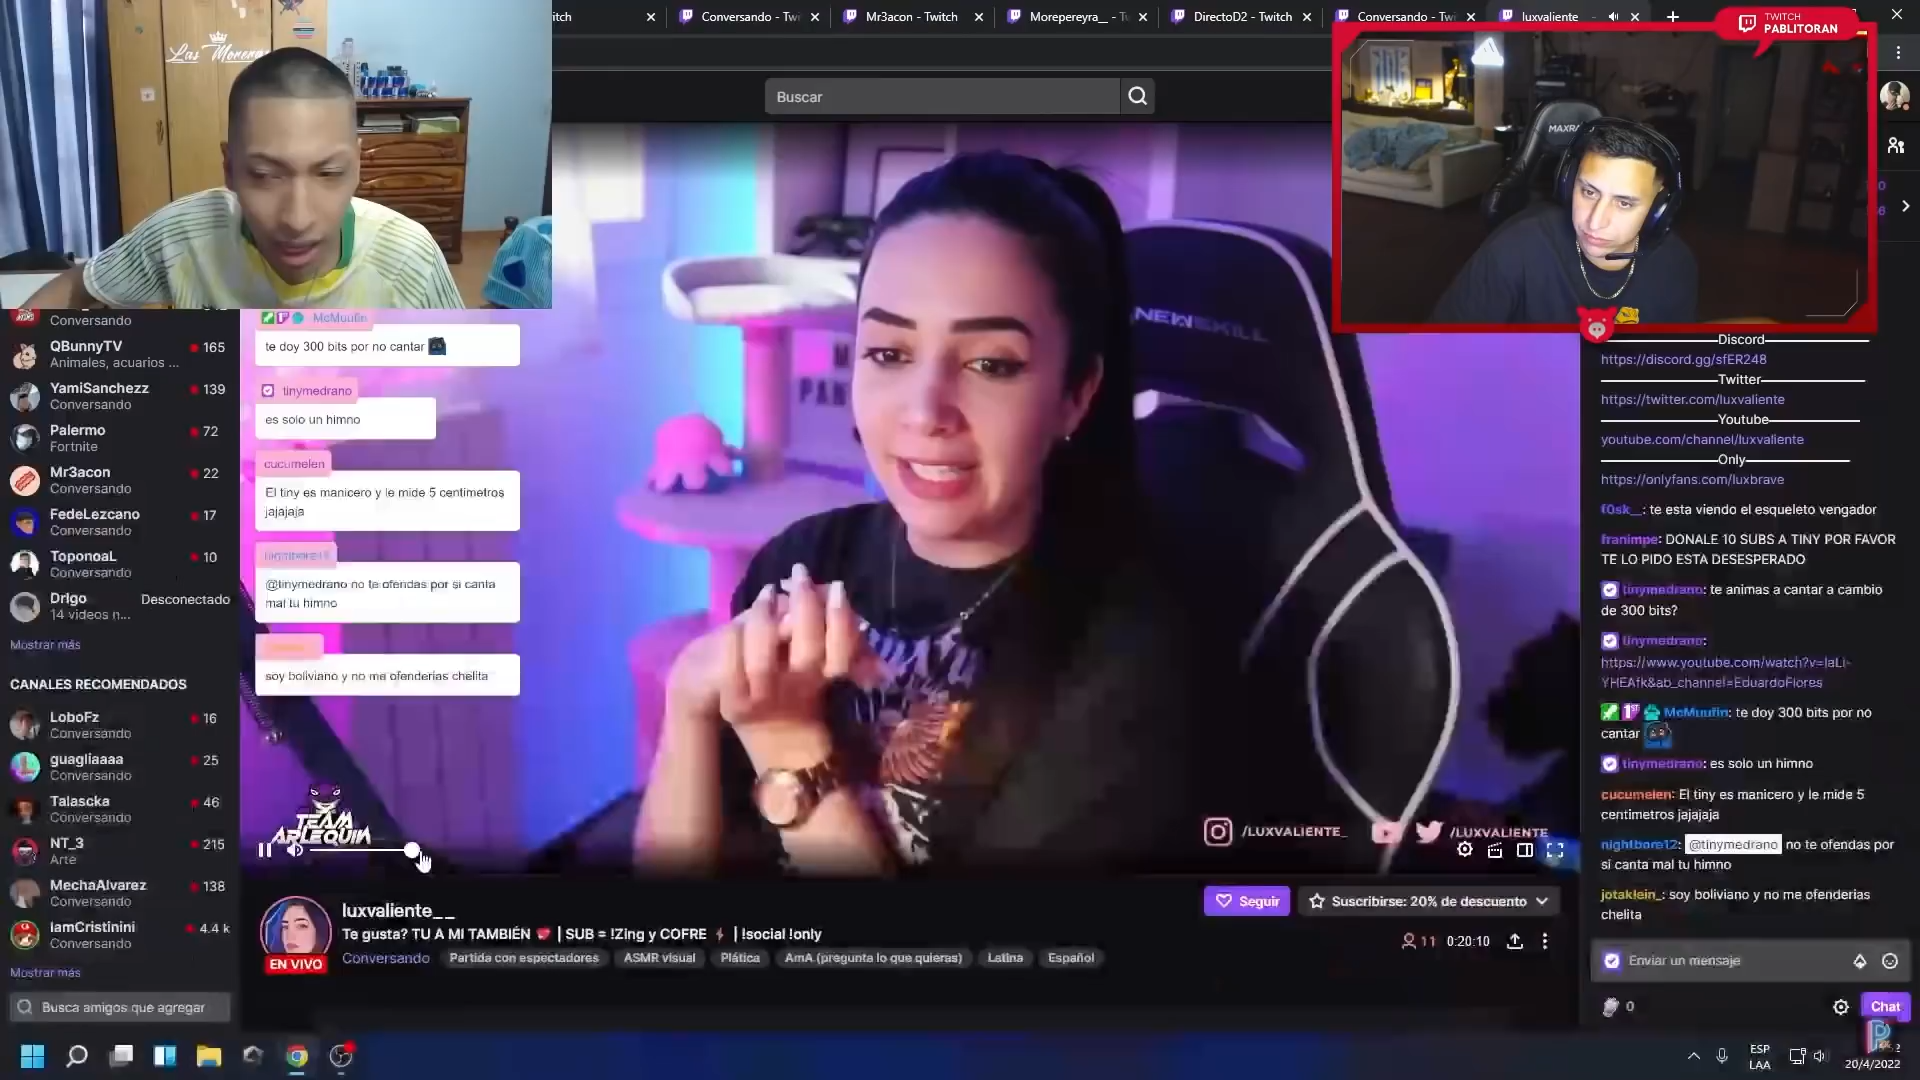 itch
Conversando - Twi
Mr3acon - Twitch
Morepereyra__ - Tw
DirectoD2 - Twitch
Conversando - Twi
luxvaliente
TWITCH
PABLITORAN
Las
Buscar
MAXRA
NEWSKILL
Conversando
QBunnyTV
165
Animales, acuarios ...
YamiSanchezz
139
Conversando
Palermo
72
Fortnite
Mr3acon
22
Conversando
FedeLezcano
17
Conversando
ToponoaL
10
Conversando
Drigo
Desconectado
14 videos n...
Mostrar más
CANALES RECOMENDADOS
LoboFz
16
Conversando
guagliaaaa
25
Conversando
Talascka
46
Conversando
NT_3
215
Arte
MechaAlvarez
138
Conversando
IamCristinini
4.4 k
Conversando
Mostrar más
Busca amigos que agregar
McMuufin
te doy 300 bits por no cantar
tinymedrano
es solo un himno
cucumelen
El tiny es manicero y le mide 5 centimetros
jajajaja
nightbore12
@tinymedrano no te ofendas por si canta
mal tu himno
soy boliviano y no me ofenderias chelita
TEAM
ARLEQUIN
/LUXVALIENTE_
/LUXVALIENTE
luxvaliente__
Te gusta? TU A MI TAMBIÉN | SUB = !Zing y COFRE | !social !only
EN VIVO
Conversando
Partida con espectadores
ASMR visual
Plática
AmA (pregunta lo que quieras)
Latina
Español
Seguir
Suscribirse: 20% de descuento
11
0:20:10
Discord
https://discord.gg/sfER248
Twitter
https://twitter.com/luxvaliente
Youtube
youtube.com/channel/luxvaliente
Only
https://onlyfans.com/luxbrave
f0sk__: te esta viendo el esqueleto vengador
franimpe: DONALE 10 SUBS A TINY POR FAVOR
TE LO PIDO ESTA DESESPERADO
tinymedrano: te animas a cantar a cambio
de 300 bits?
tinymedrano:
YHEAfk&ab_channel=EduardoFlores
McMuufin: te doy 300 bits por no
cantar
tinymedrano: es solo un himno
cucumelen: El tiny es manicero y le mide 5
centimetros jajajaja
nightbore12: @tinymedrano no te ofendas por
si canta mal tu himno
jotaklein_: soy boliviano y no me ofenderias
chelita
Enviar un mensaje
0
Chat
ESP
LAA
20/4/2022